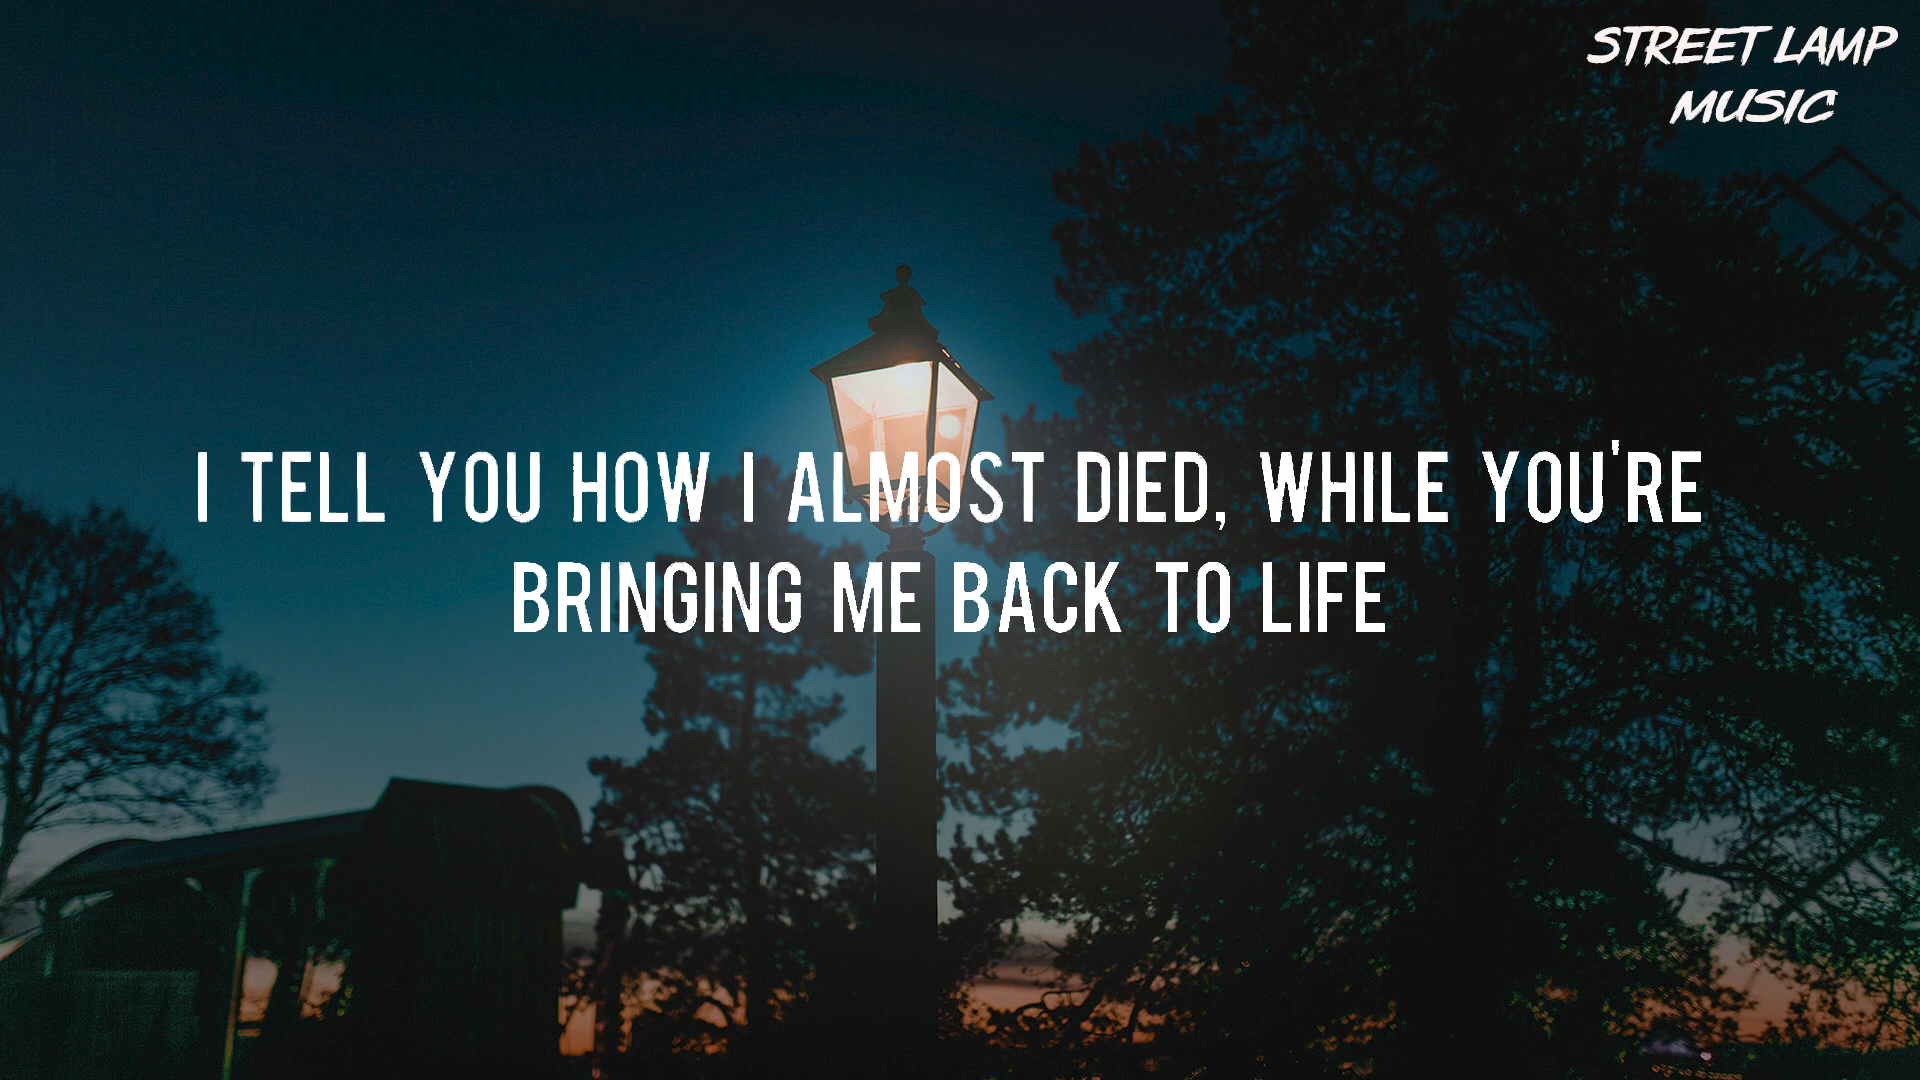 STREET LAMP
MUSIC
I TELL YOU HOW I ALMOST DIED, WHILE YOU'RE
BRINGING ME BACK TO LIFE